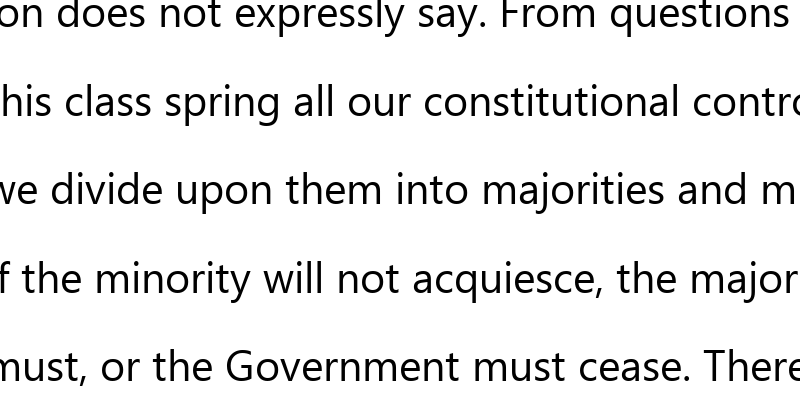 on does not expressly say. From questions
his class spring all our constitutional contro
we divide upon them into majorities and m
f the minority will not acquiesce, the major
must, or the Government must cease. There